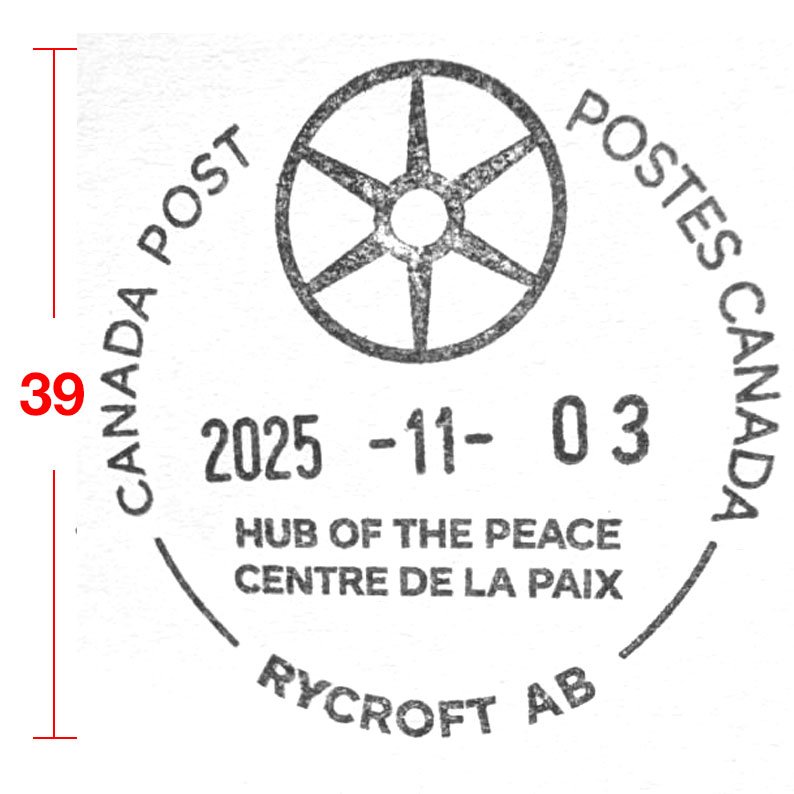 CANADA POST
POSTES CANADA
39
2025 -11- 03
HUB OF THE PEACE
CENTRE DE LA PAIX
RYCROFT AB